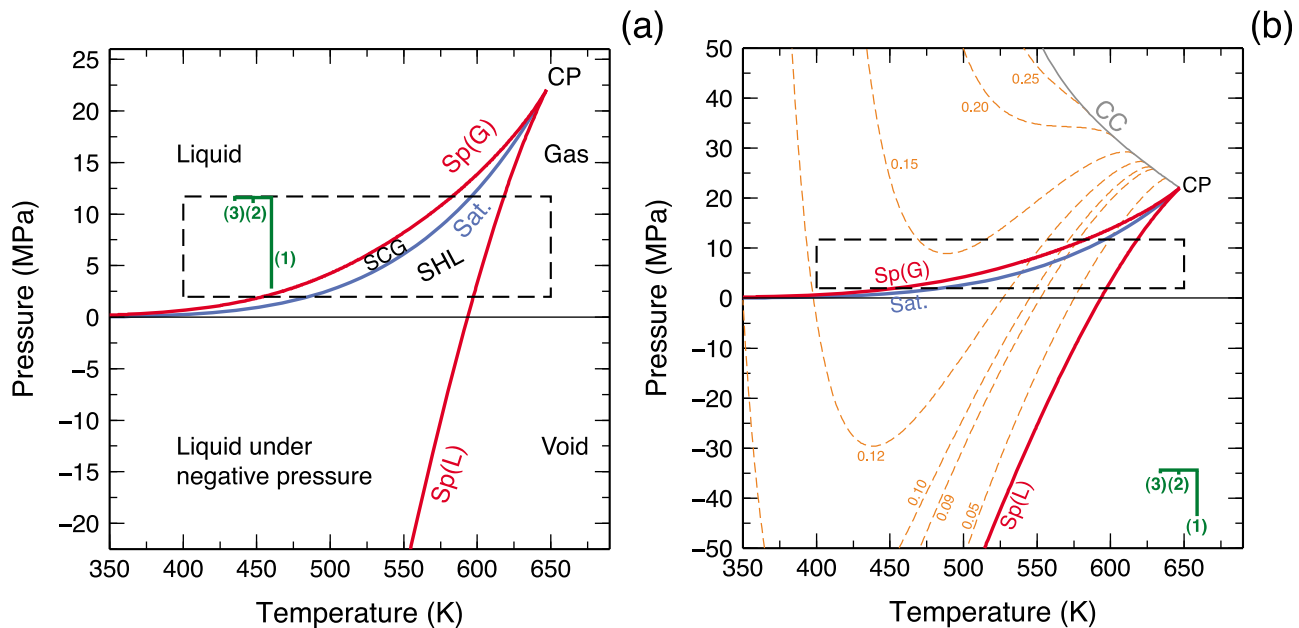 (a)
25
20
15
10
5
0
−5
−10
−15
−20
Pressure (MPa)
350
400
450
500
550
600
650
Temperature (K)
CP
Liquid
Sp(G)
Gas
(3)(2)
(1)
SCG
Sat.
SHL
Liquid under
negative pressure
Void
Sp(L)
(b)
50
40
30
20
10
0
−10
−20
−30
−40
−50
Pressure (MPa)
350
400
450
500
550
600
650
Temperature (K)
0.25
0.20
0.15
CC
CP
Sp(G)
Sat.
0.12
0.10
0.09
0.05
Sp(L)
(3)(2)
(1)